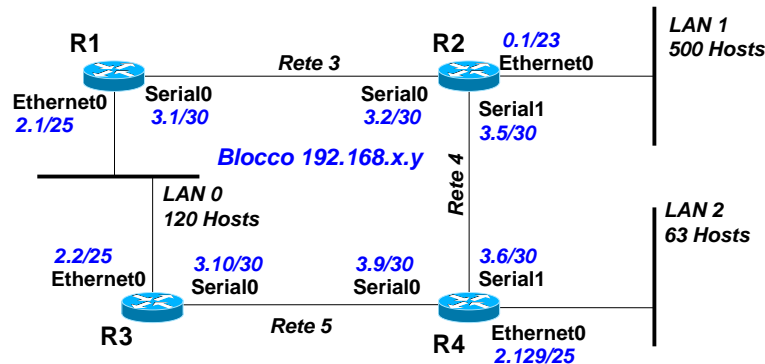 R1
R2
0.1/23
Ethernet0
LAN 1
500 Hosts
Rete 3
Ethernet0
2.1/25
Serial0
3.1/30
Serial0
3.2/30
Serial1
3.5/30
Blocco 192.168.x.y
Rete 4
LAN 0
120 Hosts
LAN 2
63 Hosts
2.2/25
Ethernet0
3.10/30
Serial0
3.9/30
Serial0
3.6/30
Serial1
R3
Rete 5
R4
Ethernet0
2.129/25